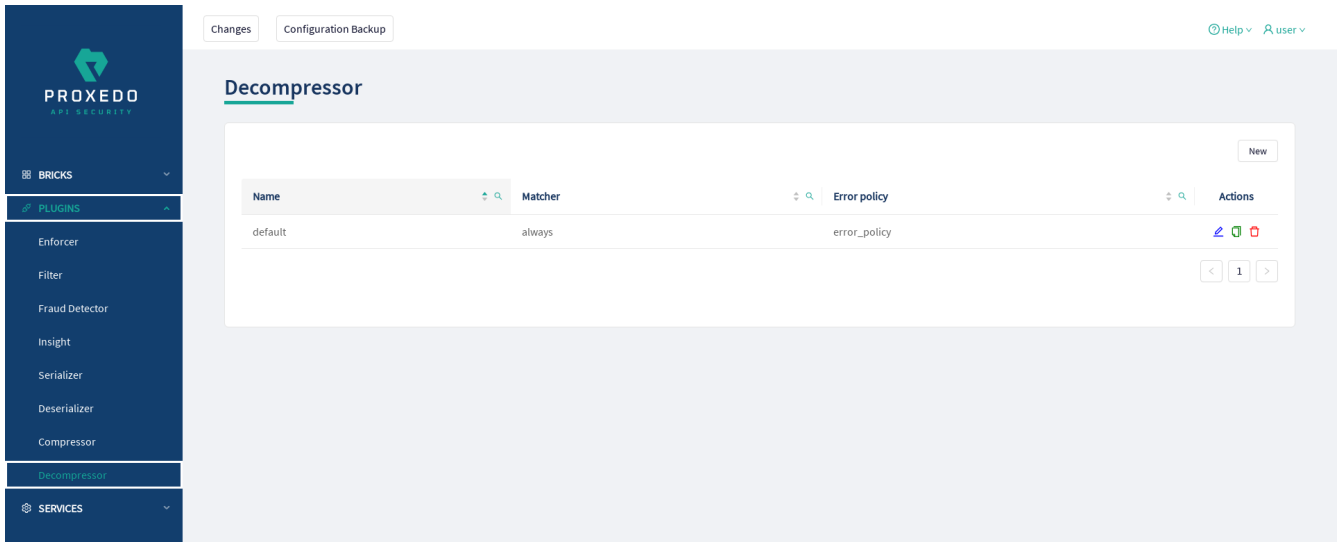 Changes
Configuration Backup
Help
user
PROXEDO
API SECURITY
BRICKS
PLUGINS
Enforcer
Filter
Fraud Detector
Insight
Serializer
Deserializer
Compressor
Decompressor
SERVICES
Decompressor
New
Name Matcher Error policy Actions
default always error_policy
1